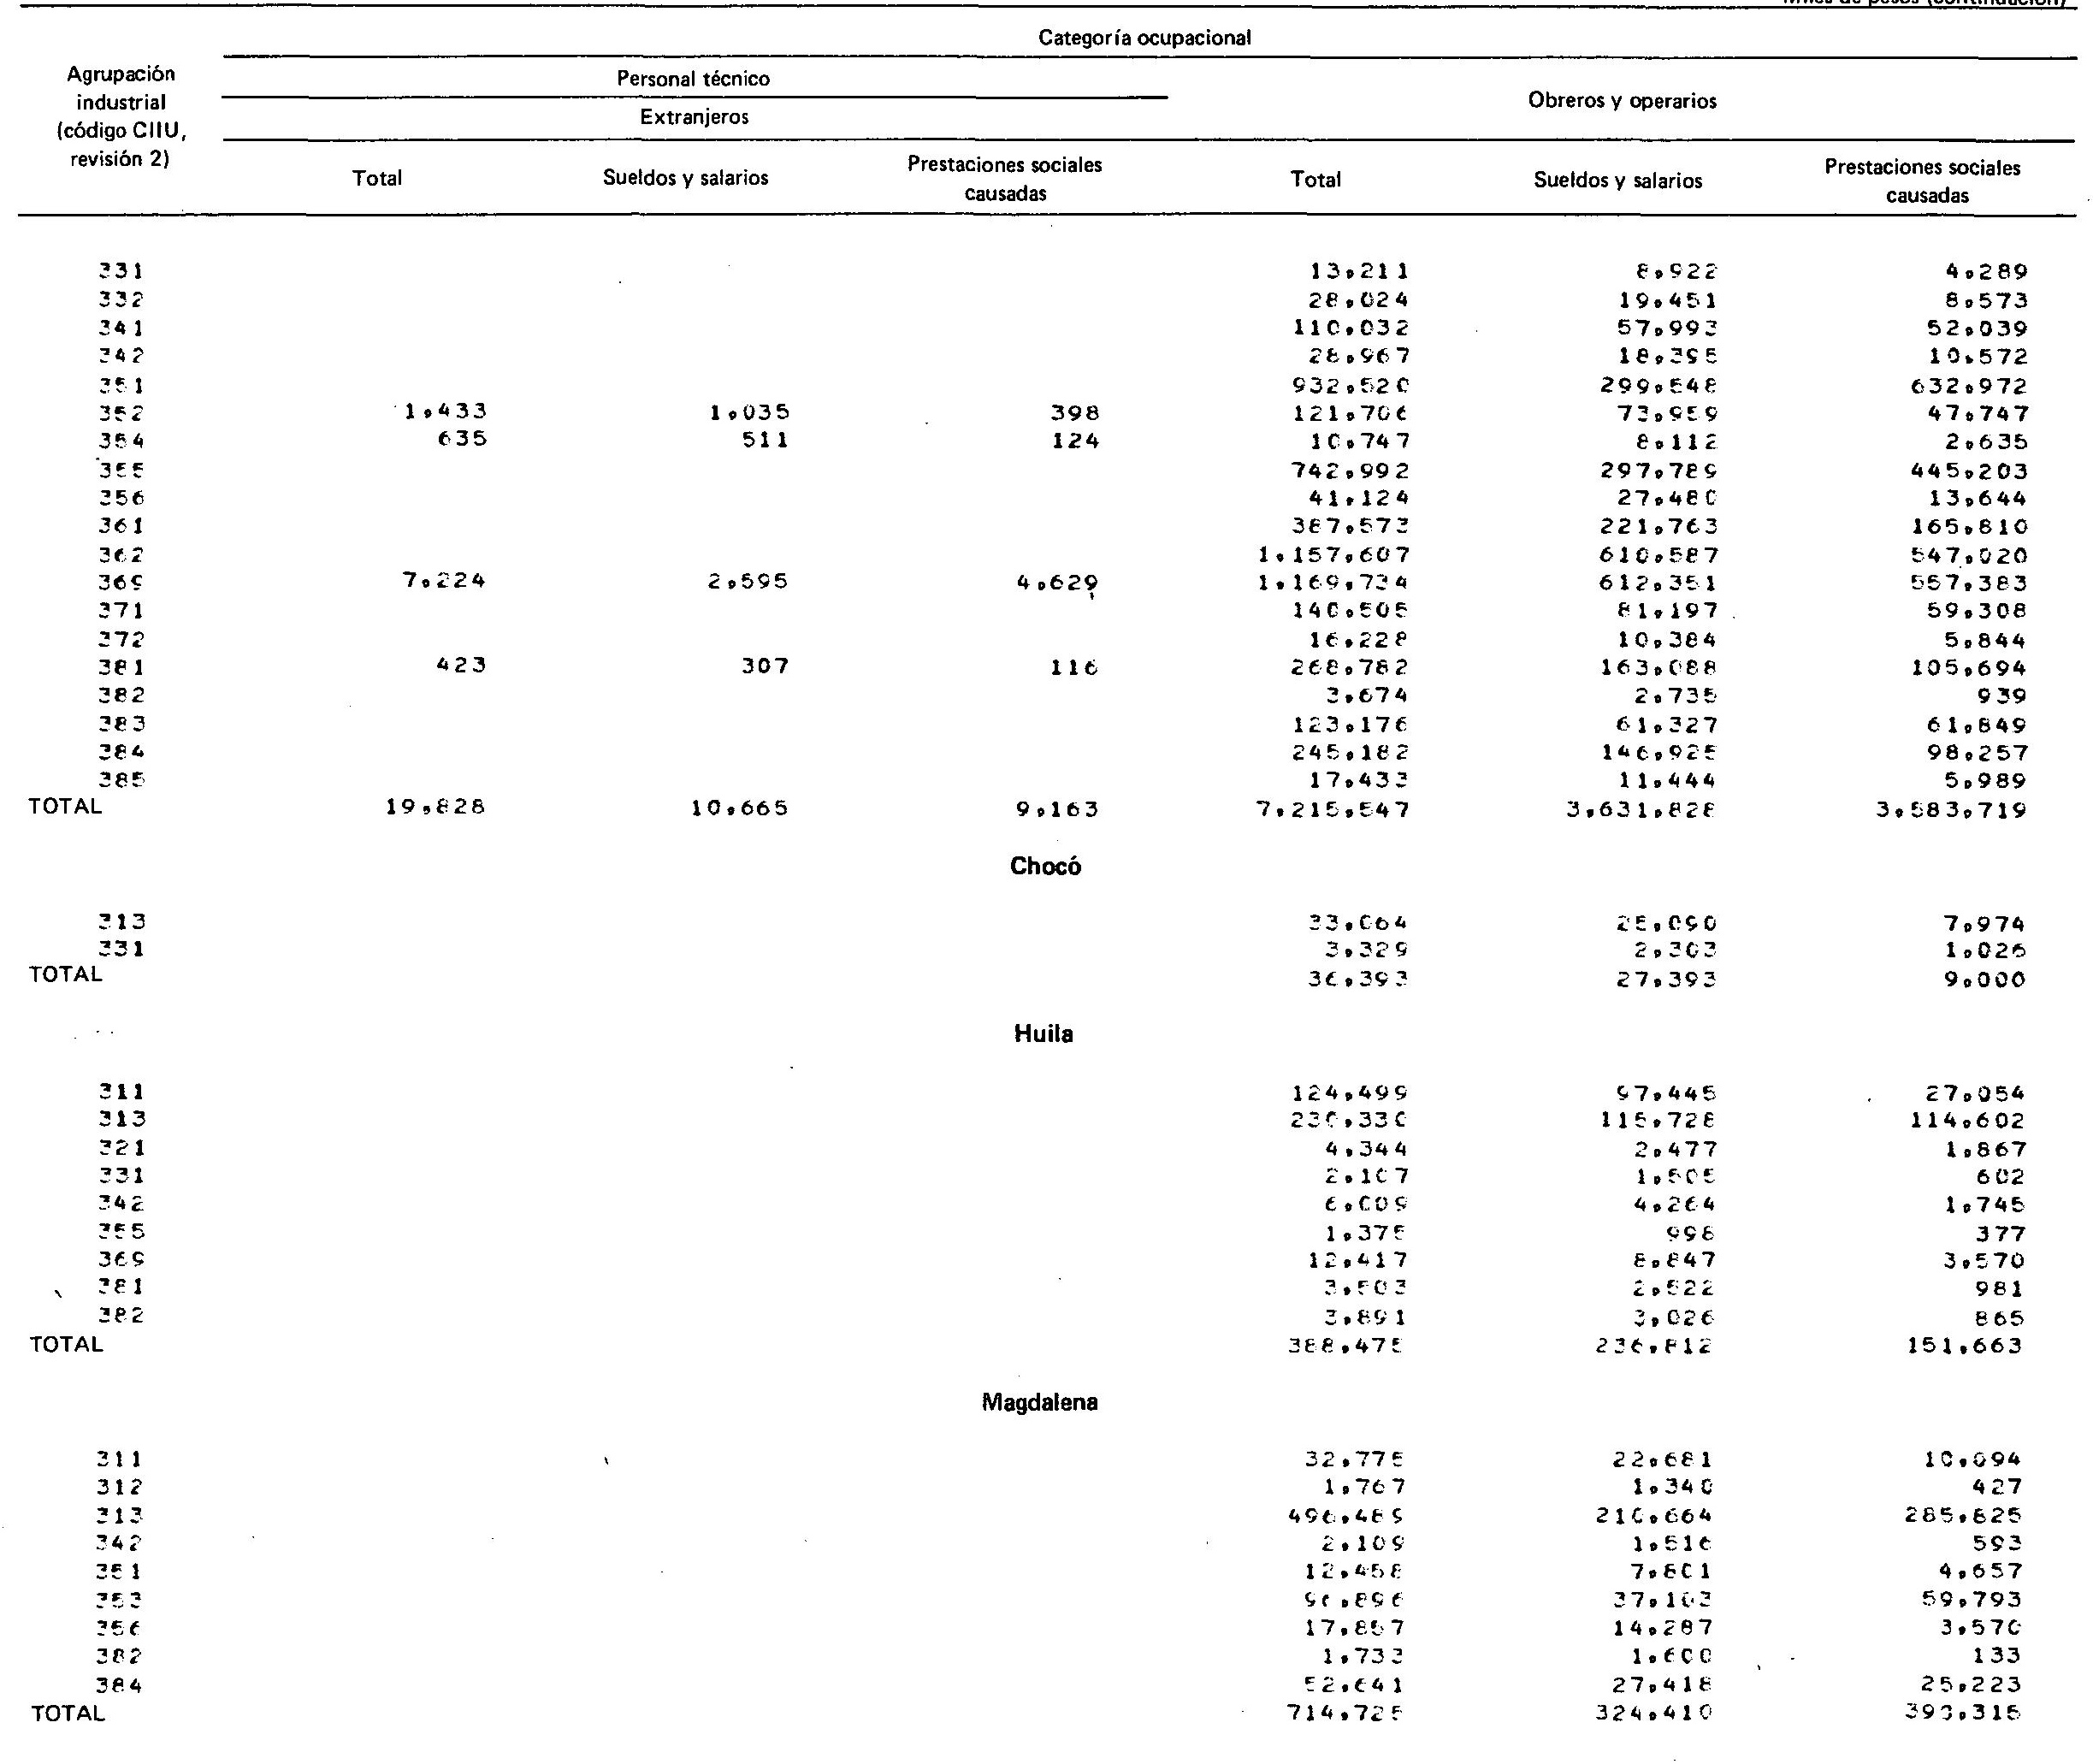 Miles de pesos (continuación)
Categoría ocupacional
Agrupación industrial (código CIIU, revisión 2)
Personal técnico
Obreros y operarios
Extranjeros
Total Sueldos y salarios Prestaciones sociales causadas Total Sueldos y salarios Prestaciones sociales causadas
331 13,211 8,922 4,289
332 28,024 19,451 8,573
341 110,032 57,993 52,039
342 28,967 18,395 10,572
351 932,520 299,548 632,972
352 1,433 1,035 398 121,706 73,959 47,747
354 635 511 124 10,747 8,112 2,635
355 742,992 297,789 445,203
356 41,124 27,480 13,644
361 387,573 221,763 165,810
362 1,157,607 610,587 547,020
369 7,224 2,595 4,629 1,169,734 612,351 557,383
371 140,505 81,197 59,308
372 16,228 10,384 5,844
381 423 307 116 268,782 163,088 105,694
382 3,674 2,735 939
383 123,176 61,327 61,849
384 245,182 146,925 98,257
385 17,433 11,444 5,989
TOTAL 19,828 10,665 9,163 7,215,547 3,631,828 3,583,719
Chocó
313 33,064 25,090 7,974
331 3,329 2,303 1,026
TOTAL 36,393 27,393 9,000
Huila
311 124,499 97,445 27,054
313 230,330 115,728 114,602
321 4,344 2,477 1,867
331 2,107 1,505 602
342 6,009 4,264 1,745
355 1,375 998 377
369 12,417 8,847 3,570
381 3,503 2,522 981
382 3,891 3,026 865
TOTAL 388,475 236,812 151,663
Magdalena
311 32,775 22,681 10,094
312 1,767 1,340 427
313 496,489 210,664 285,825
342 2,109 1,516 593
351 12,458 7,801 4,657
353 96,896 37,103 59,793
356 17,857 14,287 3,570
382 1,733 1,600 133
384 52,641 27,418 25,223
TOTAL 714,725 324,410 390,315